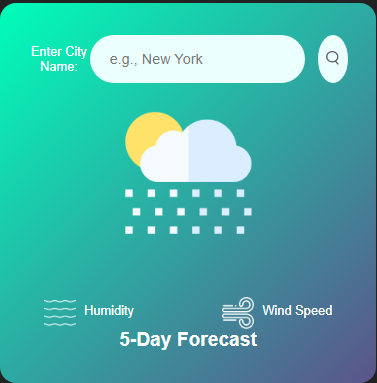 Enter City
Name:
e.g., New York
Humidity
Wind Speed
5-Day Forecast